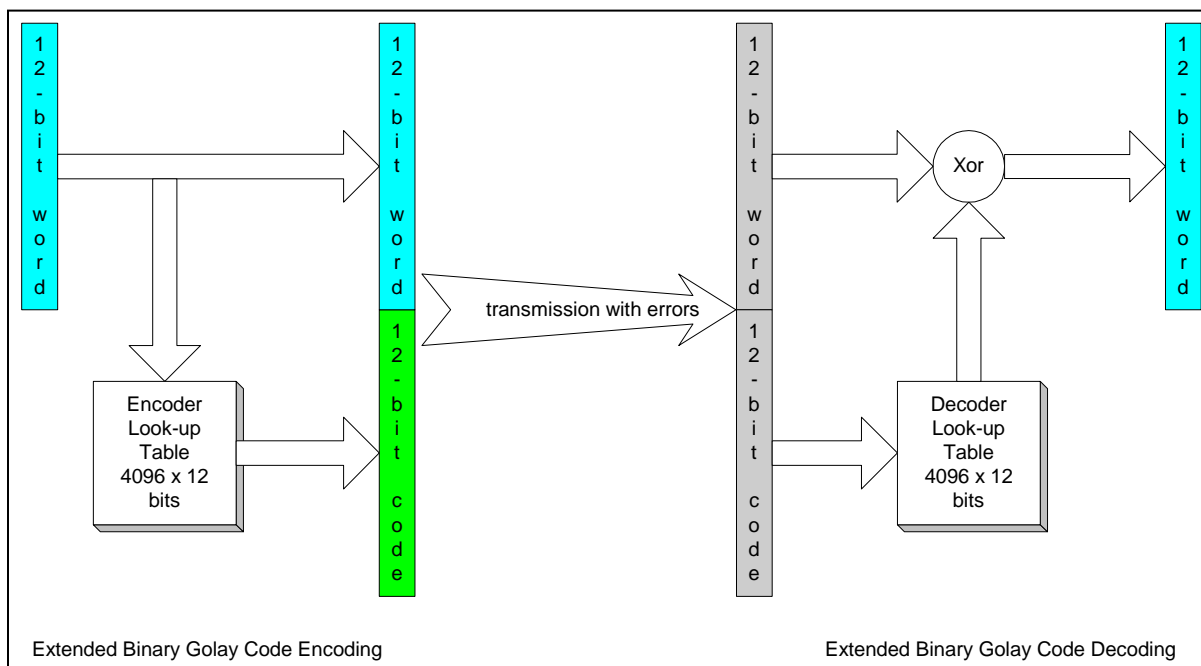 12-bit word
12-bit word
12-bit code
Encoder
Look-up
Table
4096 x 12
bits
transmission with errors
12-bit word
12-bit code
Xor
Decoder
Look-up
Table
4096 x 12
bits
12-bit word
Extended Binary Golay Code Encoding
Extended Binary Golay Code Decoding